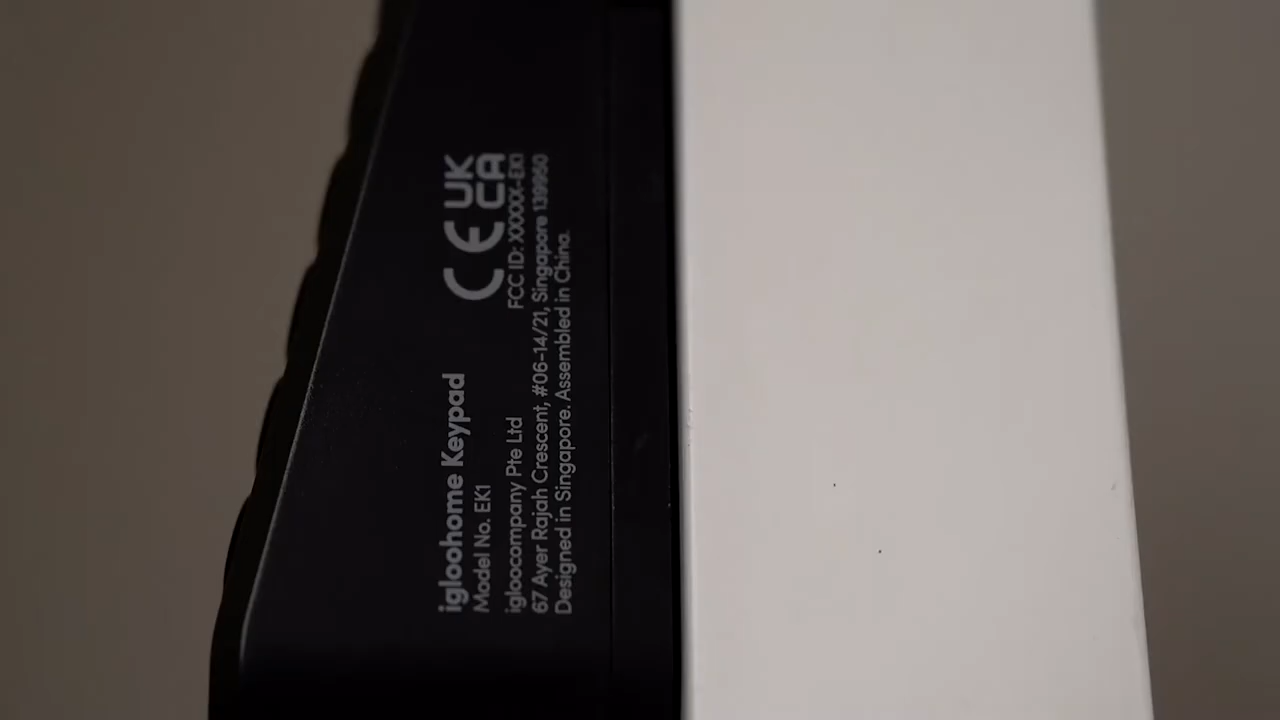 igloohome Keypad
Model No. EK1
CE UK
CA
igloocompany Pte Ltd FCC ID: XXXXX-EK1
67 Ayer Rajah Crescent, #06-14/21, Singapore 139950
Designed in Singapore. Assembled in China.